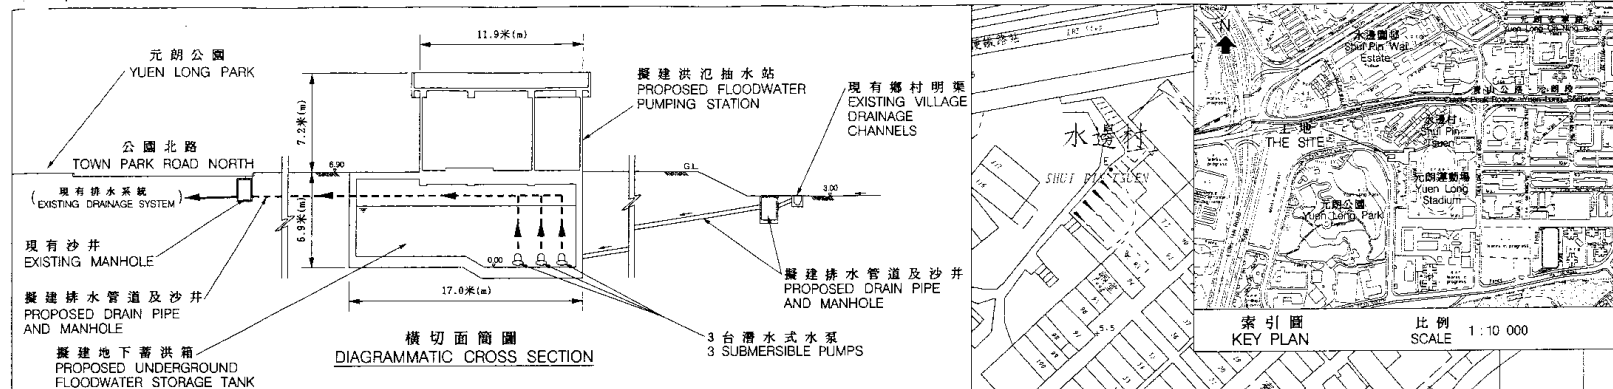 元朗公園
YUEN LONG PARK
公園北路
TOWN PARK ROAD NORTH
現有排水系統
(EXISTING DRAINAGE SYSTEM)
現有沙井
EXISTING MANHOLE
擬建排水管道及沙井
PROPOSED DRAIN PIPE
AND MANHOLE
擬建地下蓄洪箱
PROPOSED UNDERGROUND
FLOODWATER STORAGE TANK
11.9米(m)
7.2米(m)
6.90
6.9米(m)
0.00
17.0米(m)
橫切面簡圖
DIAGRAMMATIC CROSS SECTION
擬建洪氾抽水站
PROPOSED FLOODWATER
PUMPING STATION
G.L.
現有鄉村明渠
EXISTING VILLAGE
DRAINAGE
CHANNELS
3.00
擬建排水管道及沙井
PROPOSED DRAIN PIPE
AND MANHOLE
3台潛水式水泵
3 SUBMERSIBLE PUMPS
水邊村
SHUI PIN TSUEN
5.5
N
水邊圍邨
Shui Pin Wai
Estate
水邊村
Shui Pin
Tsuen
工地
THE SITE
元朗運動場
Yuen Long
Stadium
元朗公園
Yuen Long Park
索引圖
KEY PLAN
比例
SCALE
1:10 000